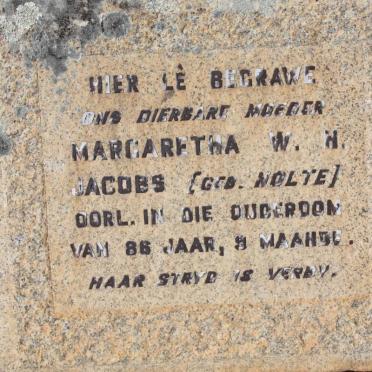 HIER LÊ BEGRAWE
ONS DIERBARE MOEDER
MARGARETHA W. H.
JACOBS [GEB. NOLTE]
OORL. IN DIE OUDERDOM
VAN 86 JAAR, 9 MAANDE.
HAAR STRYD IS VERBY.